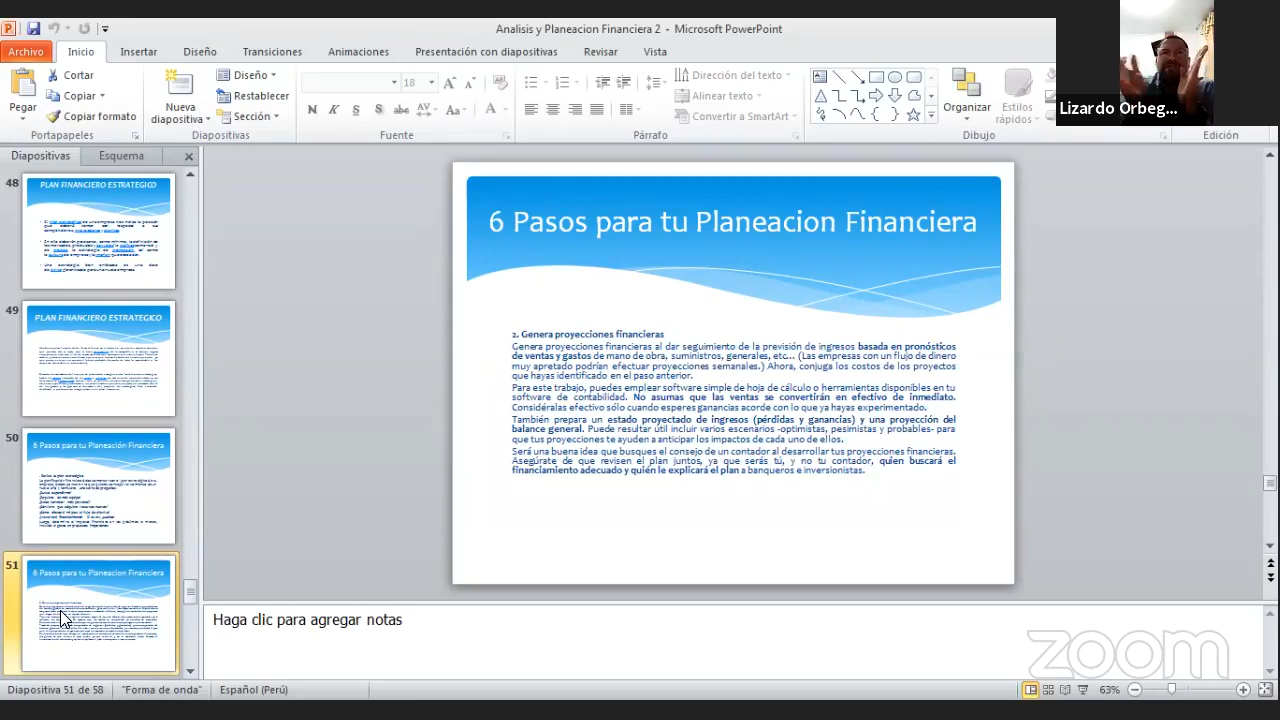 Analisis y Planeacion Financiera 2 - Microsoft PowerPoint
Archivo Inicio Insertar Diseño Transiciones Animaciones Presentación con diapositivas Revisar Vista
Pegar
Cortar
Copiar
Copiar formato
Portapapeles
Nueva
diapositiva
Diseño
Restablecer
Sección
Diapositivas
18
N K S S abc AV Aa A
Fuente
Dirección del texto
Alinear texto
Convertir a SmartArt
Párrafo
Organizar
Estilos
rápidos
Dibujo
Edición
Lizardo Orbeg...
Diapositivas Esquema
48
PLAN FINANCIERO ESTRATEGICO
49
PLAN FINANCIERO ESTRATEGICO
50
6 Pasos para tu Planeacion Financiera
51
6 Pasos para tu Planeacion Financiera
6 Pasos para tu Planeacion Financiera
2. Genera proyecciones financieras
Genera proyecciones financieras al dar seguimiento de la provisión de ingresos basada en pronósticos
de ventas y gastos de mano de obra, suministros, generales, etc... (Las empresas con un flujo de dinero
muy apretado podrían efectuar proyecciones semanales.) Ahora, conjuga los costos de los proyectos
que hayas identificado en el paso anterior.
Para este trabajo, puedes emplear software simple de hoja de cálculo o herramientas disponibles en tu
software de contabilidad. No asumas que las ventas se convertirán en efectivo de inmediato.
Considéralas efectivo sólo cuando esperes ganancias acorde con lo que ya hayas experimentado.
También prepara un estado proyectado de ingresos (pérdidas y ganancias) y una proyección del
balance general. Puede resultar útil incluir varios escenarios -optimistas, pesimistas y probables- para
que tus proyecciones te ayuden a anticipar los impactos de cada uno de ellos.
Será una buena idea que busques el consejo de un contador al desarrollar tus proyecciones financieras.
Asegúrate de que revisen el plan juntos, ya que serás tú, y no tu contador, quien buscará el
financiamiento adecuado y quién le explicará el plan a banqueros e inversionistas.
Haga clic para agregar notas
zoom
Diapositiva 51 de 58 "Forma de onda" Español (Perú) 63%